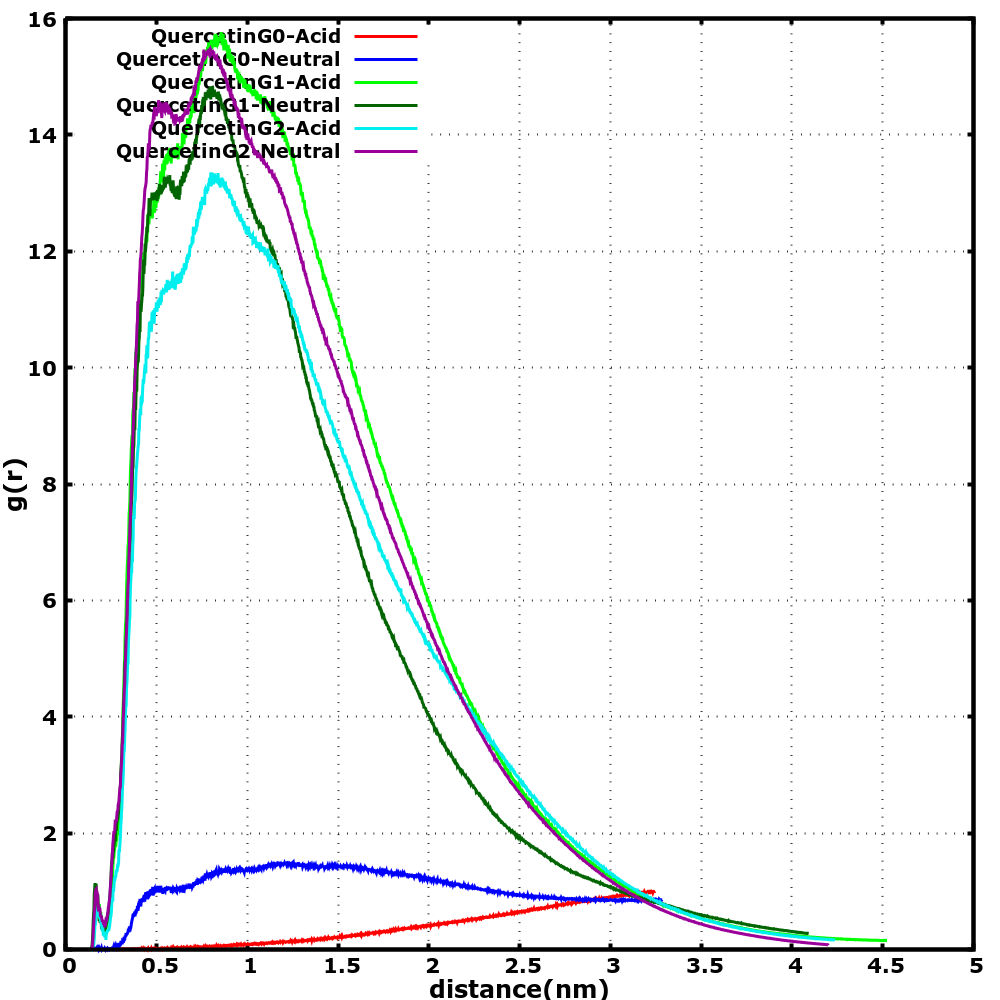 16
14
12
10
8
6
4
2
0
g(r)
QuercetinG0-Acid
QuercetinG0-Neutral
QuercetinG1-Acid
QuercetinG1-Neutral
QuercetinG2-Acid
QuercetinG2-Neutral
0 0.5 1 1.5 2 2.5 3 3.5 4 4.5 5
distance(nm)